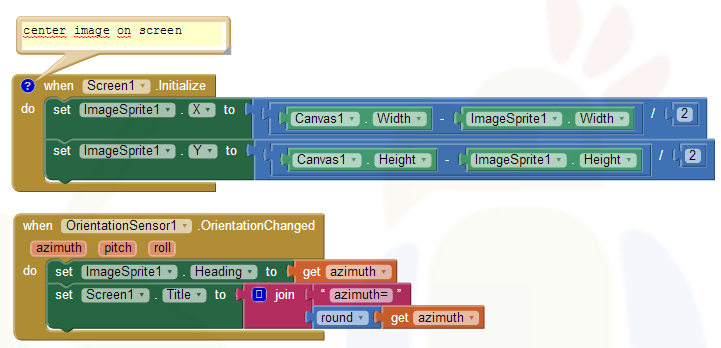 center image on screen
? when Screen1 .Initialize
do set ImageSprite1 . X to Canvas1 . Width - ImageSprite1 . Width / 2
set ImageSprite1 . Y to Canvas1 . Height - ImageSprite1 . Height / 2
when OrientationSensor1 .OrientationChanged
azimuth pitch roll
do set ImageSprite1 . Heading to get azimuth
set Screen1 . Title to join “ azimuth= ”
round get azimuth